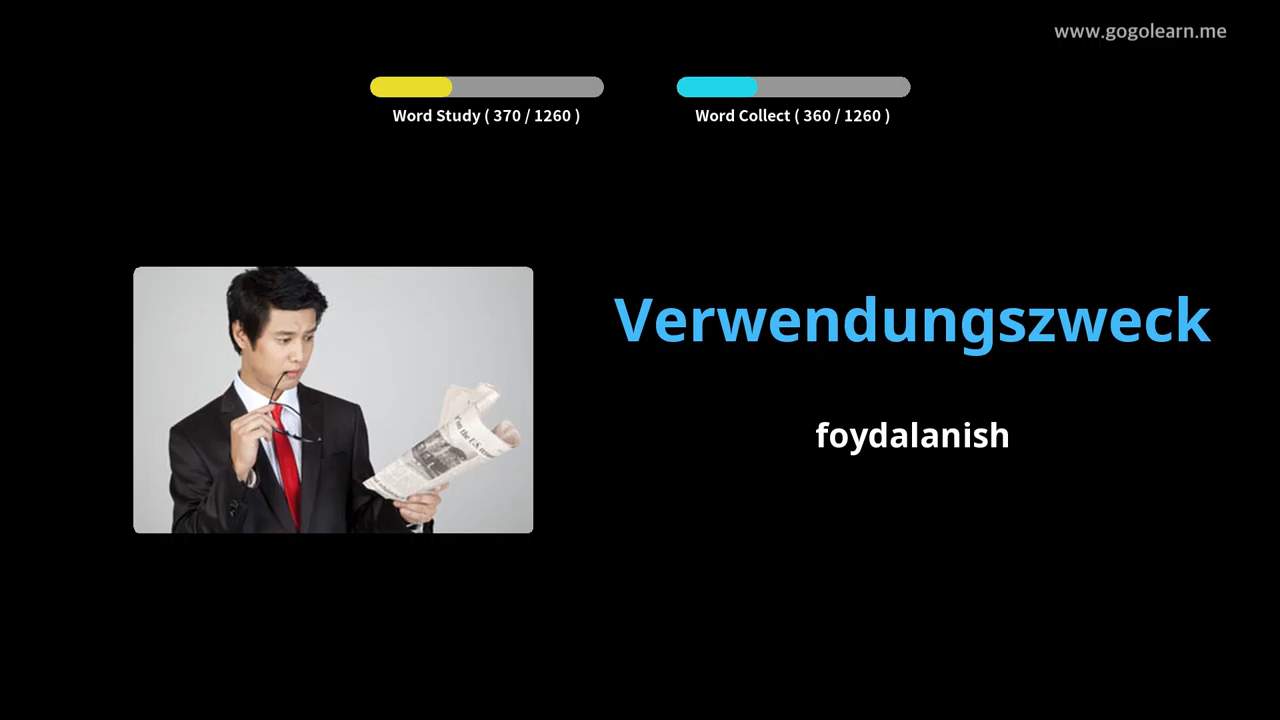 www.gogolearn.me
Word Study ( 370 / 1260 )
Word Collect ( 360 / 1260 )
Verwendungszweck
foydalanish